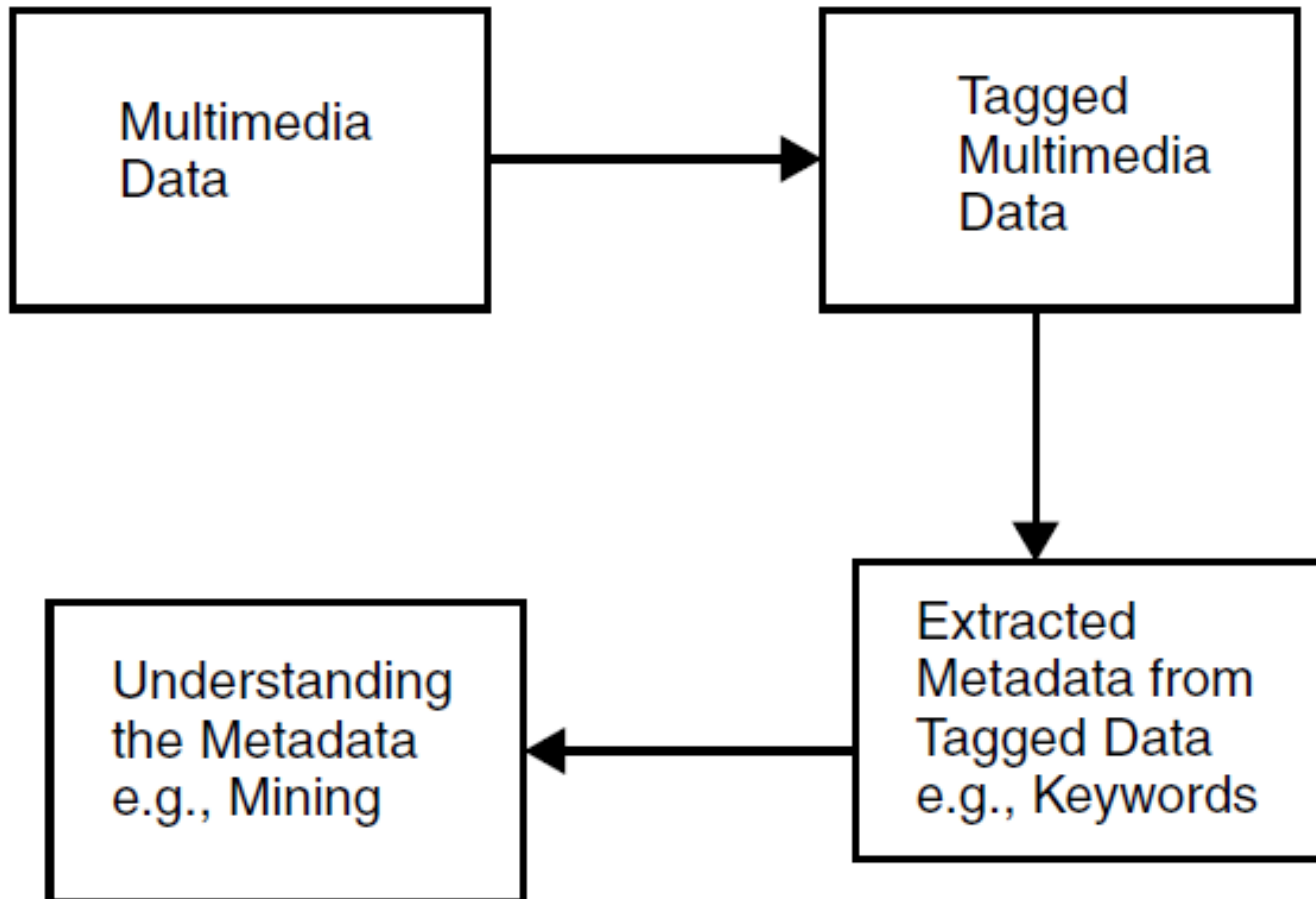 Multimedia
Data
Tagged
Multimedia
Data
Extracted
Metadata from
Tagged Data
e.g., Keywords
Understanding
the Metadata
e.g., Mining